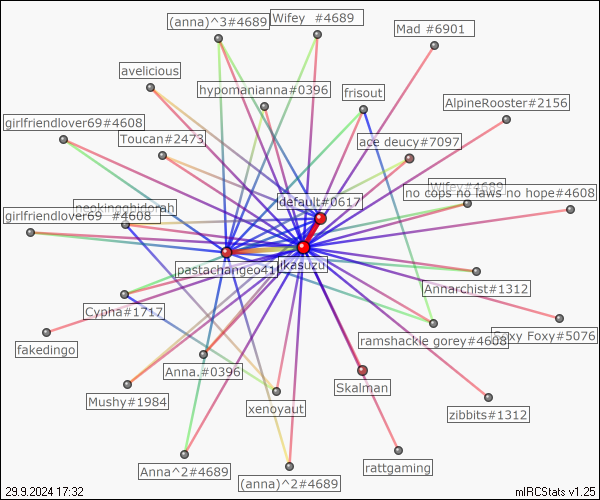 (anna)^3#4689
Wifey  #4689
Mad #6901
avelicious
hypomanianna#0396
frisout
AlpineRooster#2156
girlfriendlover69#4608
Toucan#2473
ace deucy#7097
Wifey#4689
no cops no laws no hope#4608
default#0617
girlfriendlover69  #4608
pastachangeo41
jikasuzu
Annarchist#1312
Cypha#1717
ramshackle gorey#4608
Foxy#5076
fakedingo
Anna.#0396
Skalman
Mushy#1984
xenoyaut
zibbits#1312
Anna^2#4689
(anna)^2#4689
rattgaming
29.9.2024 17:32
mIRCStats v1.25